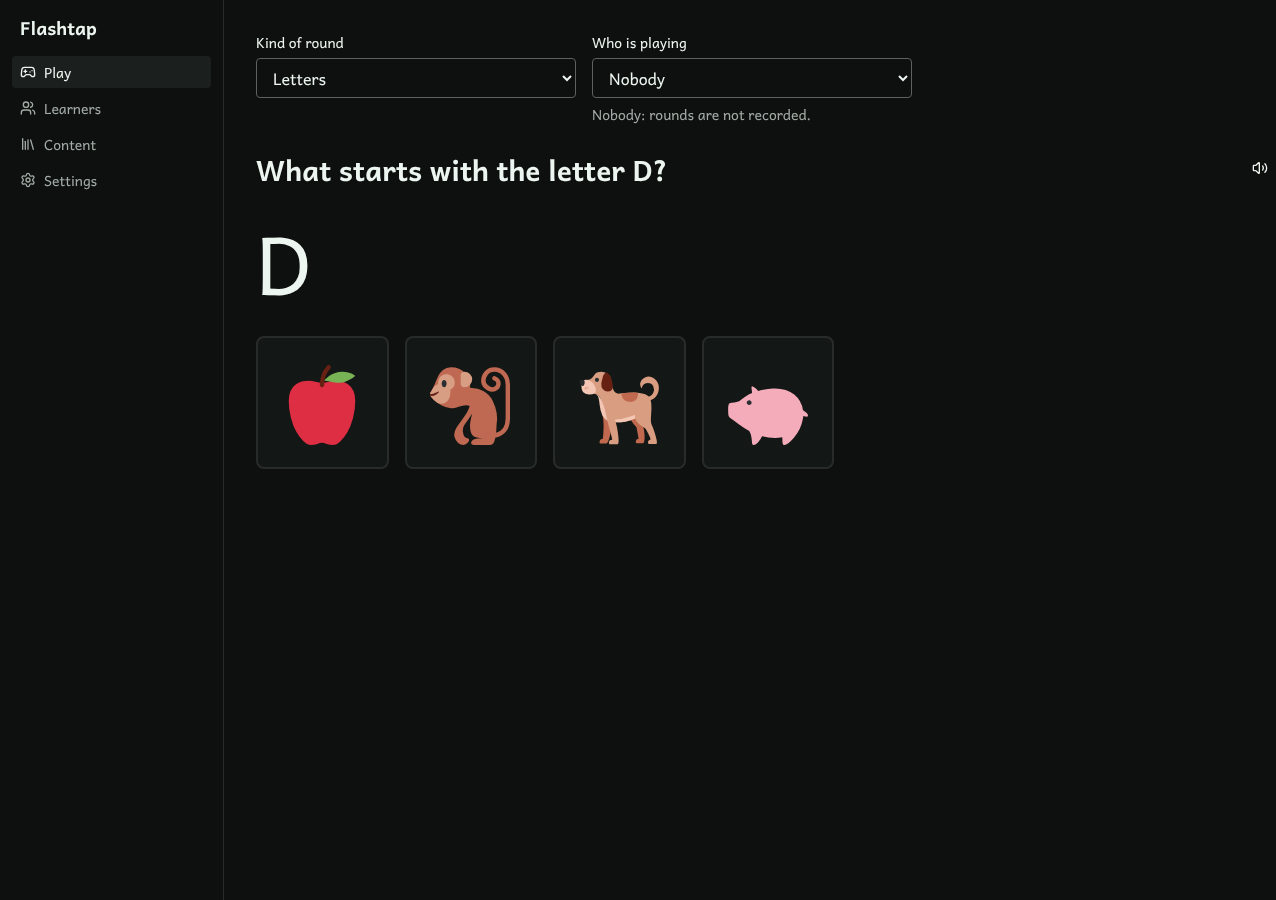 Flashtap
Play
Learners
Content
Settings
Kind of round
Letters
Who is playing
Nobody
Nobody: rounds are not recorded.
What starts with the letter D?
D